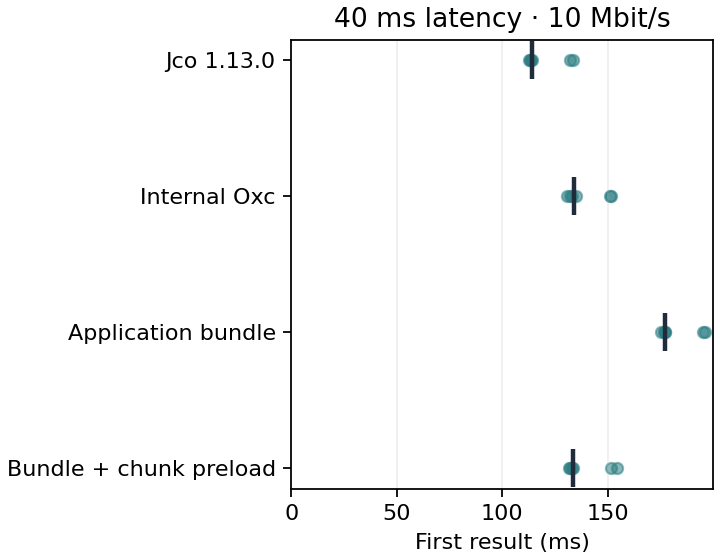 40 ms latency · 10 Mbit/s
Jco 1.13.0
Internal Oxc
Application bundle
Bundle + chunk preload
0 50 100 150
First result (ms)